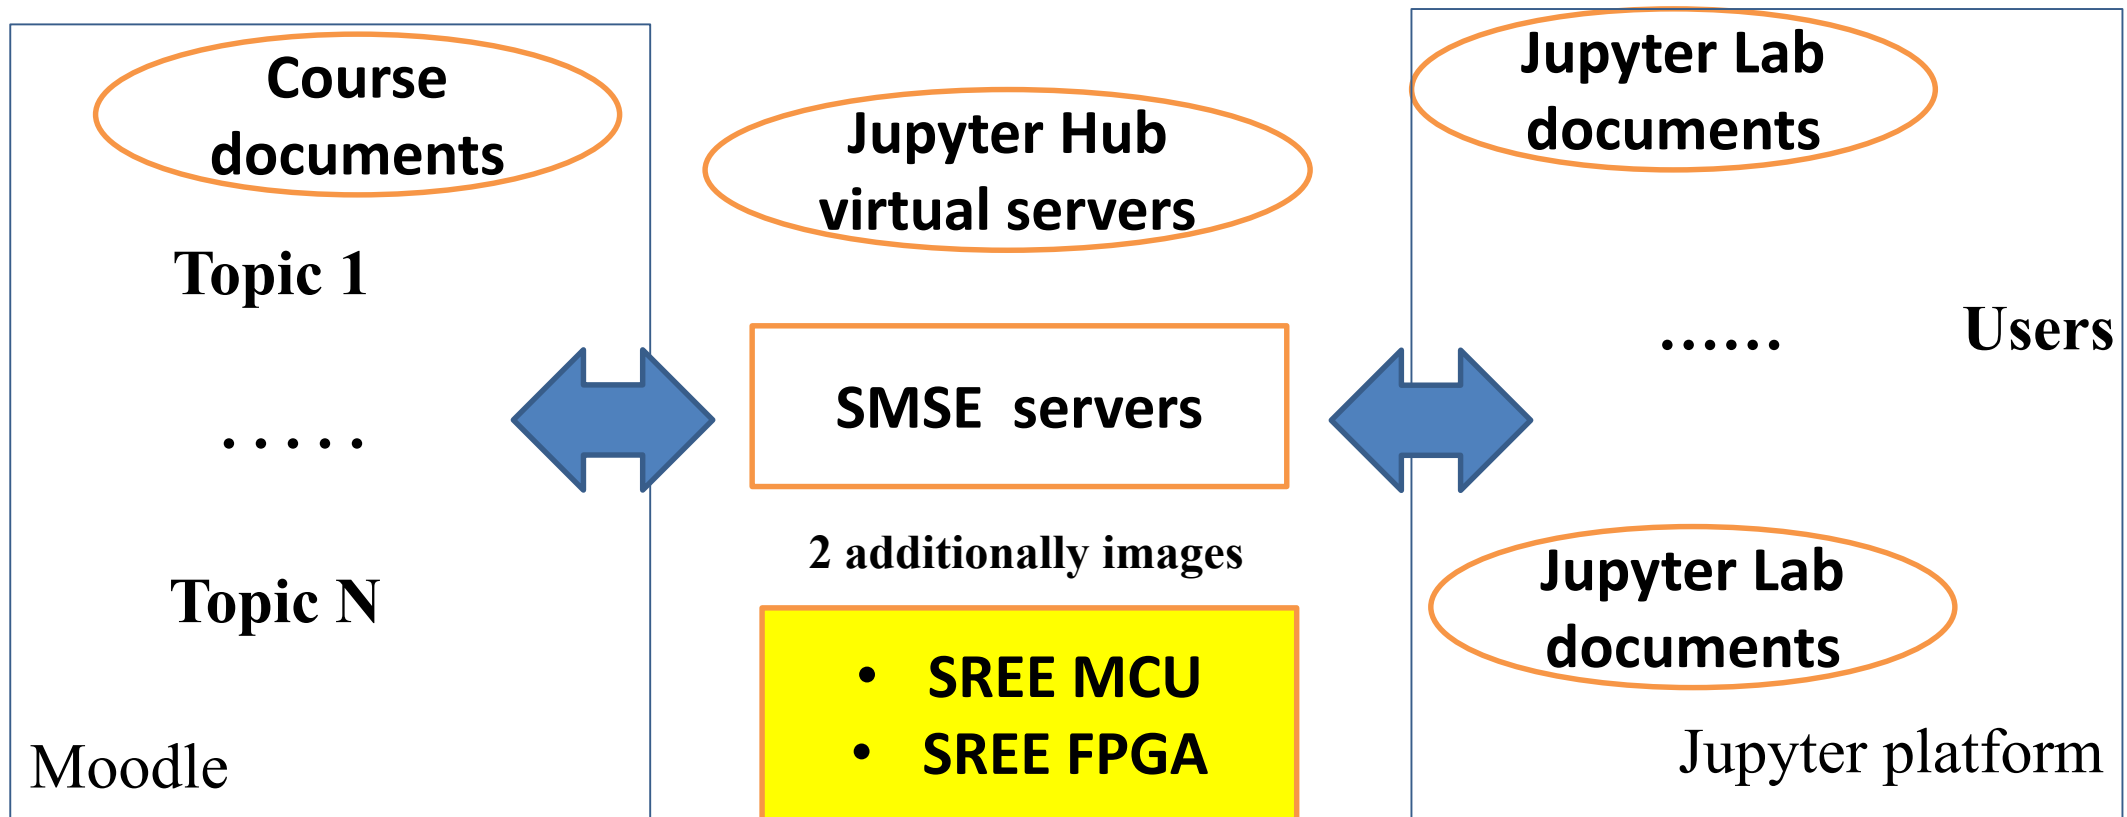 Course
documents
Topic 1
.....
Topic N
Moodle
Jupyter Hub
virtual servers
SMSE servers
2 additionally images
• SREE MCU
• SREE FPGA
Jupyter Lab
documents
......
Users
Jupyter Lab
documents
Jupyter platform